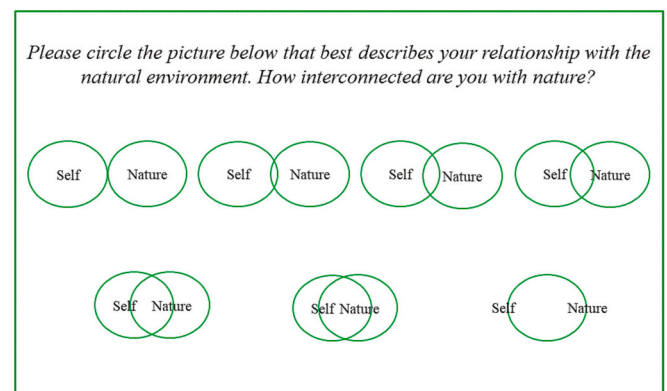 Please circle the picture below that best describes your relationship with the
natural environment. How interconnected are you with nature?
Self Nature Self Nature Self Nature Self Nature
Self Nature Self Nature Self Nature